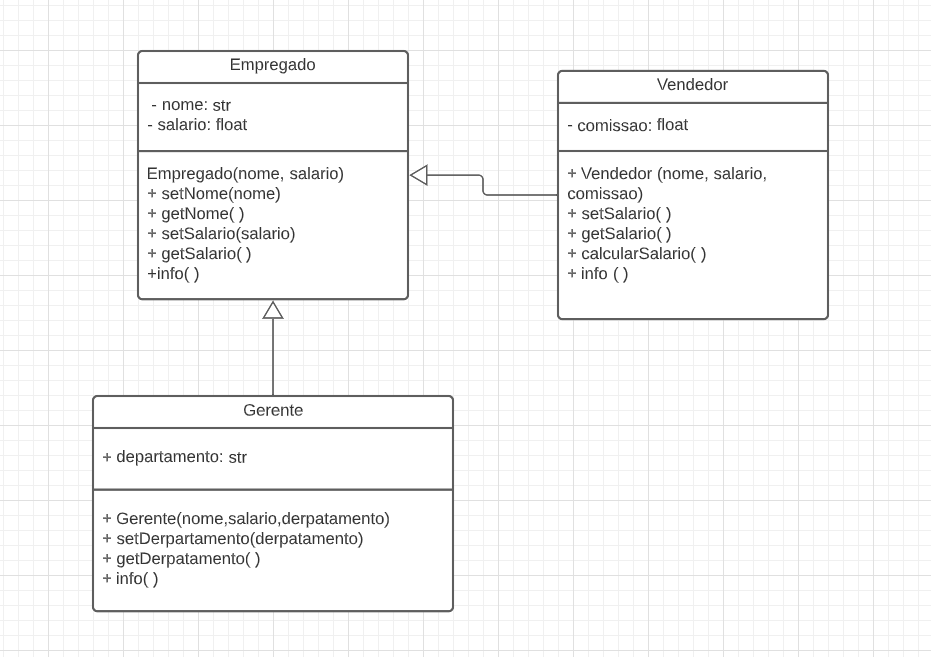 Empregado
- nome: str
- salario: float
Empregado(nome, salario)
+ setNome(nome)
+ getNome( )
+ setSalario(salario)
+ getSalario( )
+info( )
Vendedor
- comissao: float
+ Vendedor (nome, salario,
comissao)
+ setSalario( )
+ getSalario( )
+ calcularSalario( )
+ info ( )
Gerente
+ departamento: str
+ Gerente(nome,salario,derpatamento)
+ setDerpartamento(derpatamento)
+ getDerpatamento( )
+ info( )